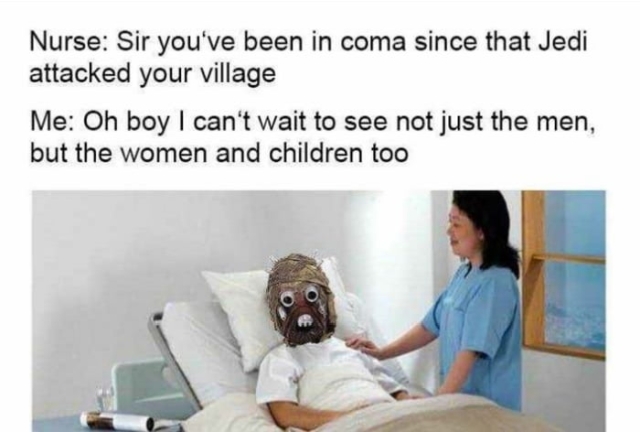 Nurse: Sir you've been in coma since that Jedi
attacked your village
Me: Oh boy I can't wait to see not just the men,
but the women and children too